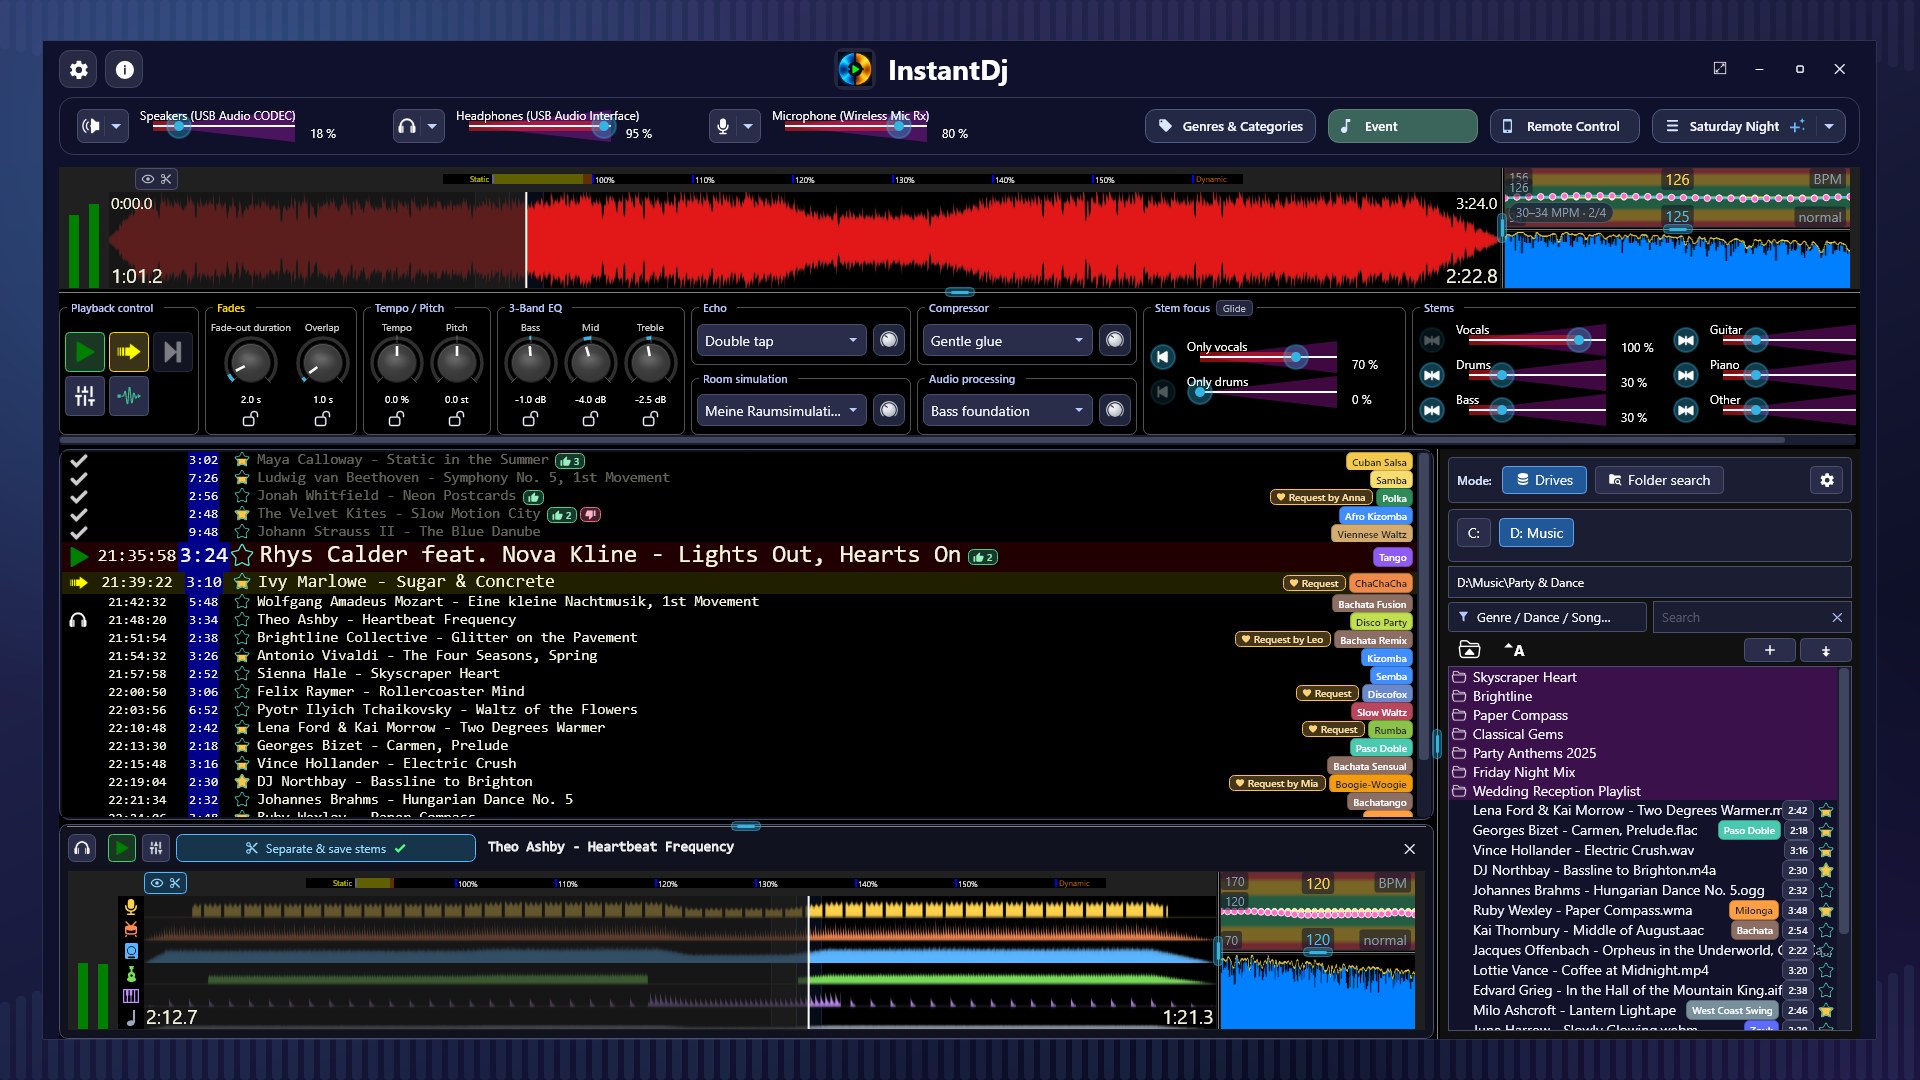 InstantDj
Speakers (USB Audio CODEC)
18 %
Headphones (USB Audio Interface)
95 %
Microphone (Wireless Mic Rx)
80 %
Genres & Categories
Event
Remote Control
Saturday Night
Static
100%
110%
120%
130%
140%
150%
Dynamic
0:00.0
3:24.0
1:01.2
2:22.8
156
126
126
BPM
30–34 MPM · 2/4
125
normal
Playback control
Fades
Fade-out duration
Overlap
2.0 s
1.0 s
Tempo / Pitch
Tempo
Pitch
0.0 %
0.0 st
3-Band EQ
Bass
Mid
Treble
-1.0 dB
-4.0 dB
-2.5 dB
Echo
Double tap
Room simulation
Meine Raumsimulati...
Compressor
Gentle glue
Audio processing
Bass foundation
Stem focus
Glide
Only vocals
70 %
Only drums
0 %
Stems
Vocals
100 %
Drums
30 %
Bass
30 %
Guitar
Piano
Other
3:02 Maya Calloway - Static in the Summer 3 Cuban Salsa
7:26 Ludwig van Beethoven - Symphony No. 5, 1st Movement Samba
2:56 Jonah Whitfield - Neon Postcards Request by Anna Polka
2:48 The Velvet Kites - Slow Motion City 2 Afro Kizomba
9:48 Johann Strauss II - The Blue Danube Viennese Waltz
21:35:58 3:24 Rhys Calder feat. Nova Kline - Lights Out, Hearts On 2 Tango
21:39:22 3:10 Ivy Marlowe - Sugar & Concrete Request ChaChaCha
21:42:32 5:48 Wolfgang Amadeus Mozart - Eine kleine Nachtmusik, 1st Movement Bachata Fusion
21:48:20 3:34 Theo Ashby - Heartbeat Frequency Disco Party
21:51:54 2:38 Brightline Collective - Glitter on the Pavement Request by Leo Bachata Remix
21:54:32 3:26 Antonio Vivaldi - The Four Seasons, Spring Kizomba
21:57:58 2:52 Sienna Hale - Skyscraper Heart Semba
22:00:50 3:06 Felix Raymer - Rollercoaster Mind Request Discofox
22:03:56 6:52 Pyotr Ilyich Tchaikovsky - Waltz of the Flowers Slow Waltz
22:10:48 2:42 Lena Ford & Kai Morrow - Two Degrees Warmer Request Rumba
22:13:30 2:18 Georges Bizet - Carmen, Prelude Paso Doble
22:15:48 3:16 Vince Hollander - Electric Crush Bachata Sensual
22:19:04 2:30 DJ Northbay - Bassline to Brighton Request by Mia Boogie-Woogie
22:21:34 2:32 Johannes Brahms - Hungarian Dance No. 5 Bachatango
Separate & save stems
Theo Ashby - Heartbeat Frequency
Static
100%
110%
120%
130%
140%
150%
Dynamic
2:12.7
1:21.3
170
120
BPM
120
70
120
normal
Mode:
Drives
Folder search
C:
D: Music
D:\Music\Party & Dance
Genre / Dance / Song...
Search
A
Skyscraper Heart
Brightline
Paper Compass
Classical Gems
Party Anthems 2025
Friday Night Mix
Wedding Reception Playlist
Lena Ford & Kai Morrow - Two Degrees Warmer.m 2:42
Georges Bizet - Carmen, Prelude.flac Paso Doble 2:18
Vince Hollander - Electric Crush.wav 3:16
DJ Northbay - Bassline to Brighton.m4a 2:30
Johannes Brahms - Hungarian Dance No. 5.ogg 2:32
Ruby Wexley - Paper Compass.wma Milonga 3:48
Kai Thornbury - Middle of August.aac Bachata 2:54
Jacques Offenbach - Orpheus in the Underworld, 2:22
Lottie Vance - Coffee at Midnight.mp4 3:20
Edvard Grieg - In the Hall of the Mountain King.aif 2:38
Milo Ashcroft - Lantern Light.ape West Coast Swing 2:46